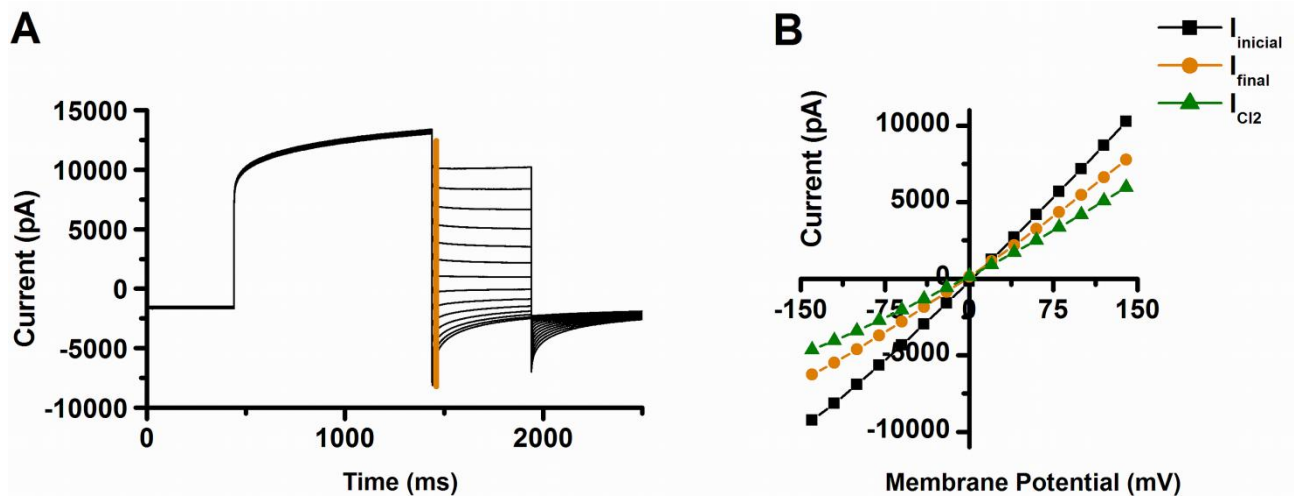 A
15000
10000
5000
0
-5000
-10000
Current (pA)
0
1000
2000
Time (ms)
B
I inicial
I final
I Cl2
10000
5000
0
-5000
-10000
Current (pA)
-150
-75
0
75
150
Membrane Potential (mV)